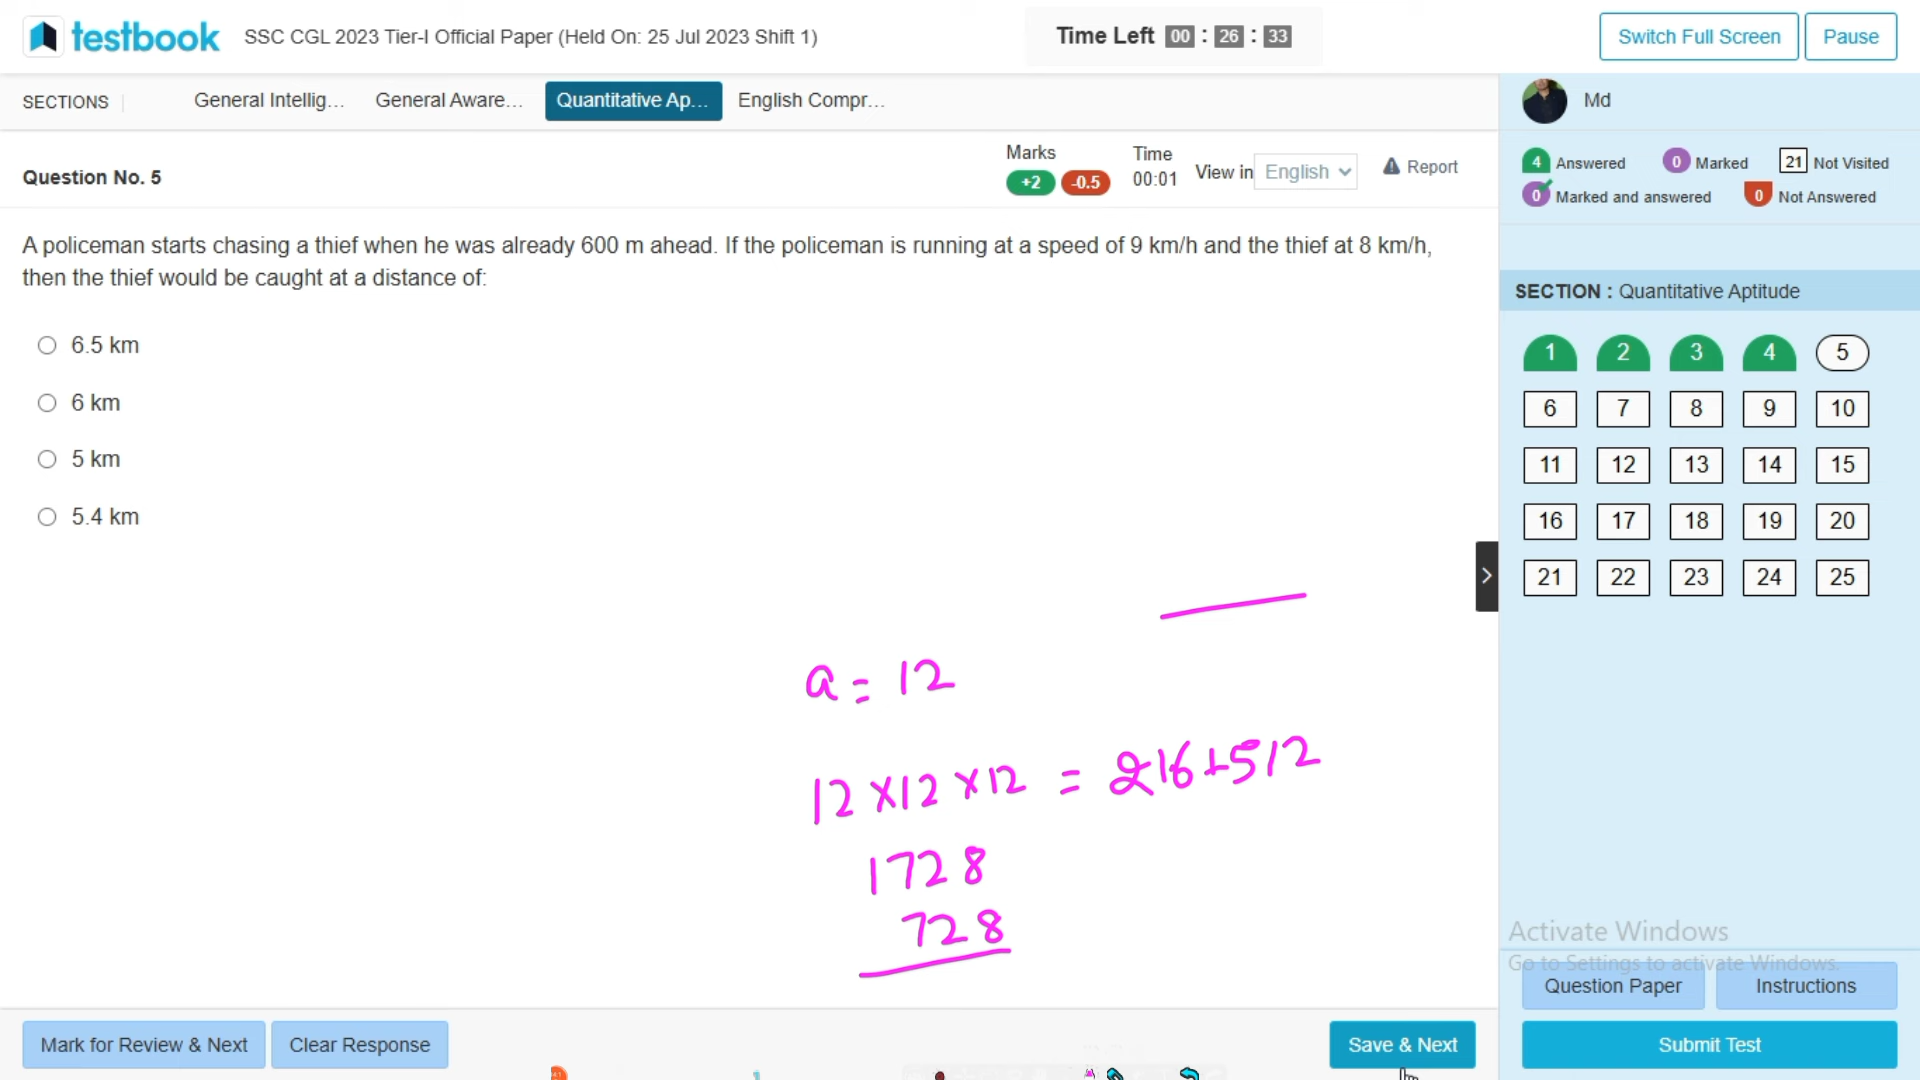 testbook SSC CGL 2023 Tier-I Official Paper (Held On: 25 Jul 2023 Shift 1) Time Left 00 : 26 : 33 Switch Full Screen Pause
SECTIONS General Intellig... General Aware... Quantitative Ap... English Compr... Md
Question No. 5 Marks +2 -0.5 Time 00:01 View in English Report
4 Answered 0 Marked 21 Not Visited
0 Marked and answered 0 Not Answered
A policeman starts chasing a thief when he was already 600 m ahead. If the policeman is running at a speed of 9 km/h and the thief at 8 km/h,
then the thief would be caught at a distance of:
6.5 km
6 km
5 km
5.4 km
SECTION : Quantitative Aptitude
1 2 3 4 5
6 7 8 9 10
11 12 13 14 15
16 17 18 19 20
21 22 23 24 25
a = 12
12 × 12 × 12 = 216+512
1728
728
Activate Windows
Go to Settings to activate Windows.
Question Paper Instructions
Mark for Review & Next Clear Response Save & Next Submit Test